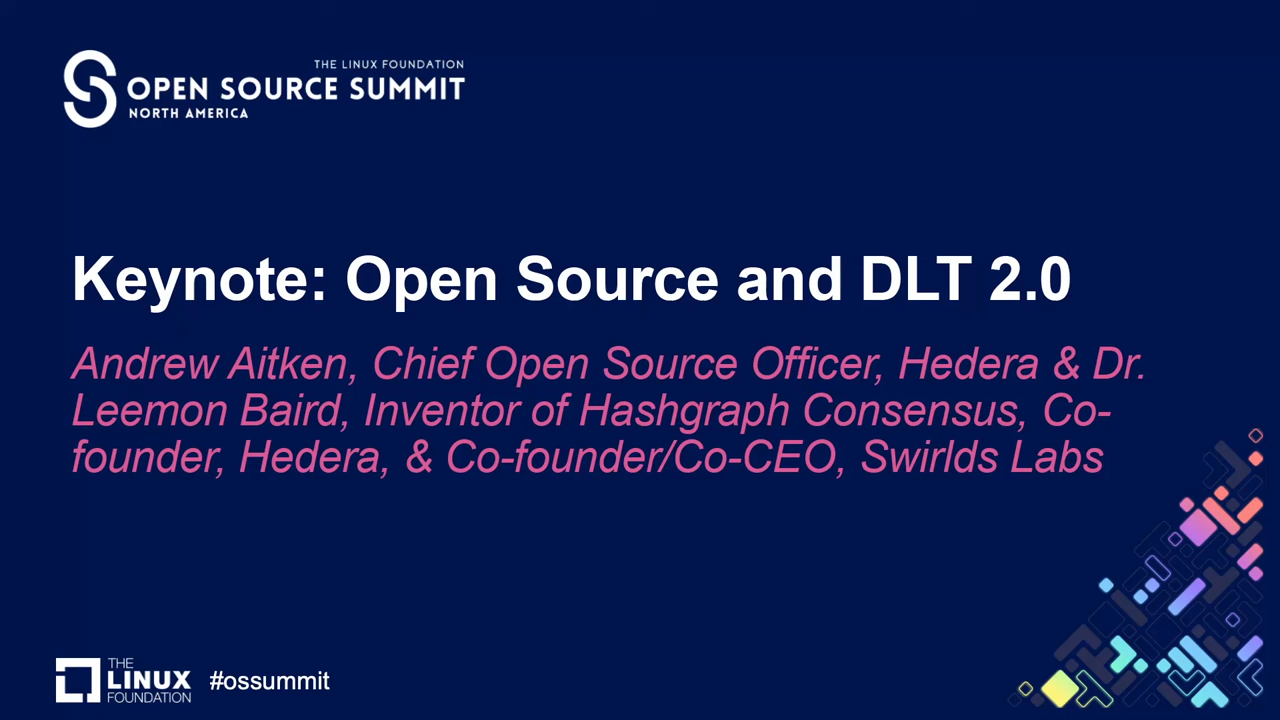 THE LINUX FOUNDATION
OPEN SOURCE SUMMIT
NORTH AMERICA
Keynote: Open Source and DLT 2.0
Andrew Aitken, Chief Open Source Officer, Hedera & Dr.
Leemon Baird, Inventor of Hashgraph Consensus, Co-
founder, Hedera, & Co-founder/Co-CEO, Swirlds Labs
THE
LINUX
FOUNDATION
#ossummit